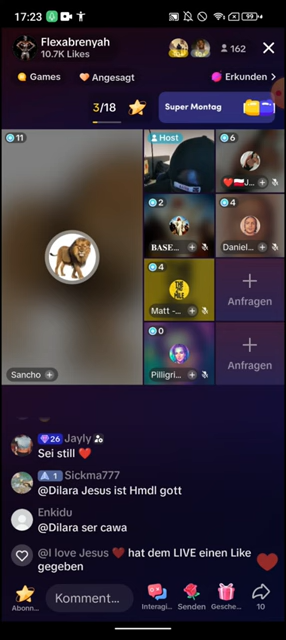 17:23
99
Flexabrenyah
10.7K Likes
162
Games
Angesagt
Erkunden >
3/18
Super Montag
11
Host
6
J...
2
BASE...
4
Daniel...
4
Matt -...
Anfragen
0
Pilligri...
Anfragen
Sancho
26 Jayly
Sei still ❤️
1 Sickma777
@Dilara Jesus ist Hmdl gott
Enkidu
@Dilara ser cawa
@I love Jesus ❤️ hat dem LIVE einen Like
gegeben
Abonn...
Komment...
Interagi...
Senden
Gesche...
10